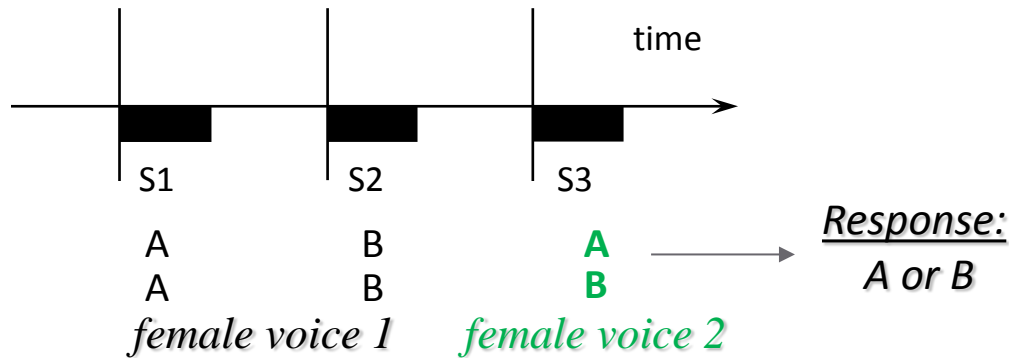 time
S1 S2 S3
A B A
Response:
A or B
A B B
female voice 1 female voice 2